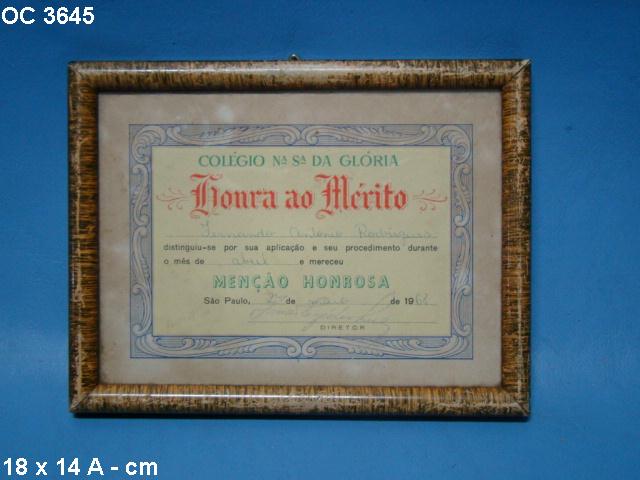 OC 3645
COLÉGIO Nª Sª DA GLÓRIA
Honra ao Mérito
Fernando Antonio Rodrigues
distinguiu-se por sua aplicação e seu procedimento durante
o mês de abril e mereceu
MENÇÃO HONROSA
São Paulo, de maio de 196
DIRETOR
18 x 14 A - cm